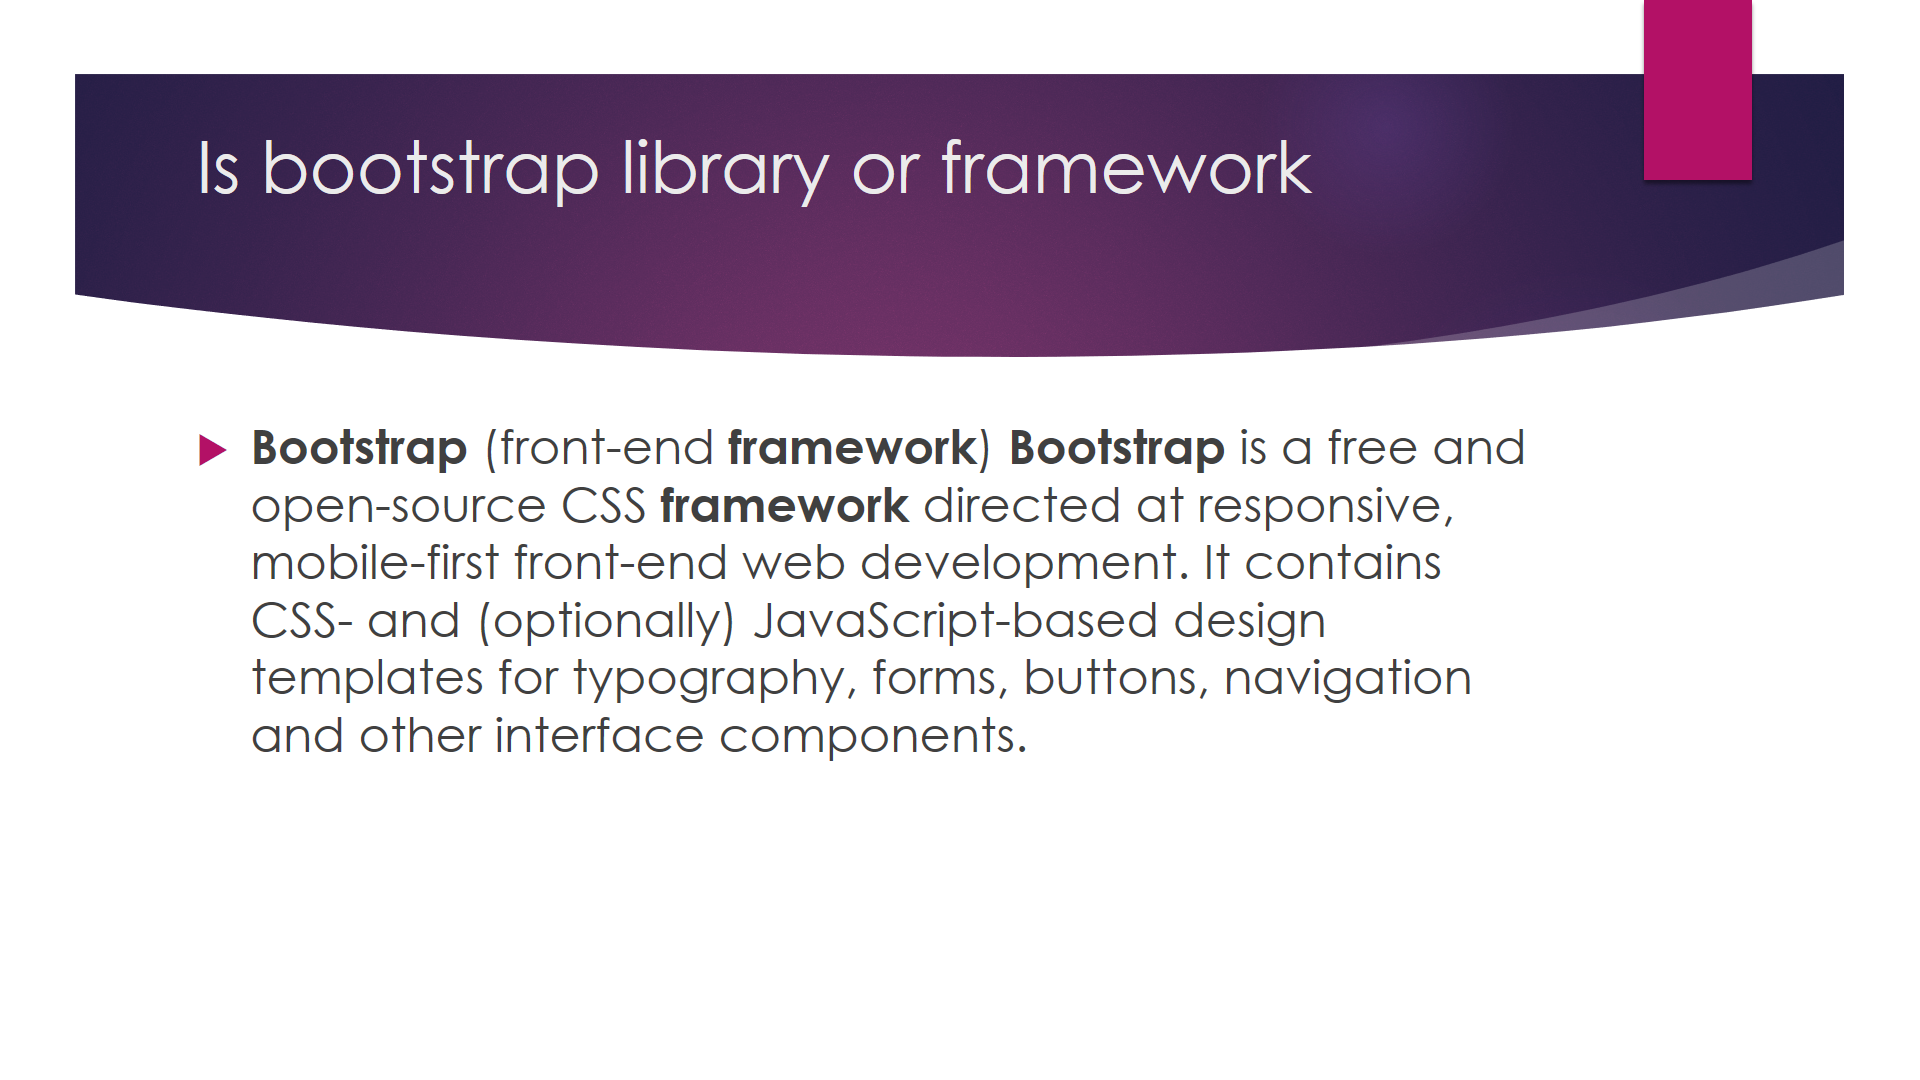 Is bootstrap library or framework
Bootstrap (front-end framework) Bootstrap is a free and
open-source CSS framework directed at responsive,
mobile-first front-end web development. It contains
CSS- and (optionally) JavaScript-based design
templates for typography, forms, buttons, navigation
and other interface components.